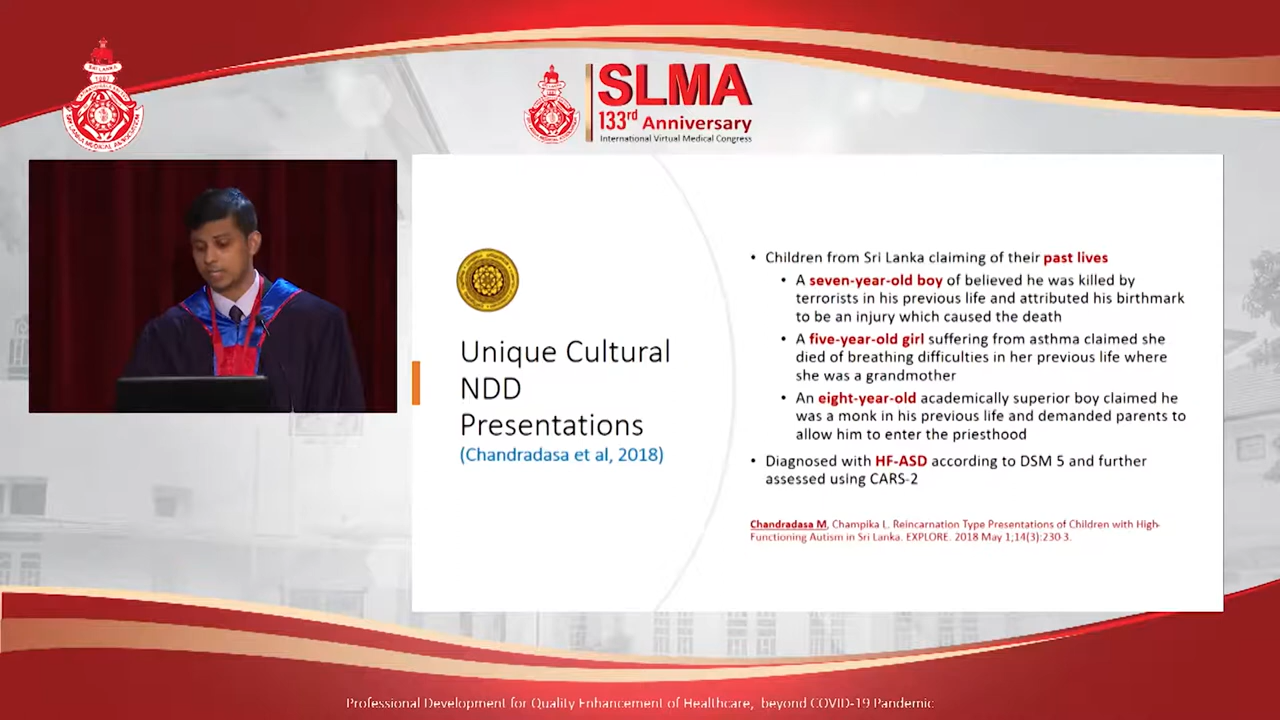 SRI LANKA
1887
SRI LANKA MEDICAL ASSOCIATION
SLMA
133rd Anniversary
International Virtual Medical Congress
Unique Cultural
NDD
Presentations
(Chandradasa et al, 2018)
• Children from Sri Lanka claiming of their past lives
• A seven-year-old boy of believed he was killed by
terrorists in his previous life and attributed his birthmark
to be an injury which caused the death
• A five-year-old girl suffering from asthma claimed she
died of breathing difficulties in her previous life where
she was a grandmother
• An eight-year-old academically superior boy claimed he
was a monk in his previous life and demanded parents to
allow him to enter the priesthood
• Diagnosed with HF-ASD according to DSM 5 and further
assessed using CARS-2
Chandradasa M, Champika L. Reincarnation Type Presentations of Children with High-
Functioning Autism in Sri Lanka. EXPLORE. 2018 May 1;14(3):230-3.
Professional Development for Quality Enhancement of Healthcare, beyond COVID-19 Pandemic